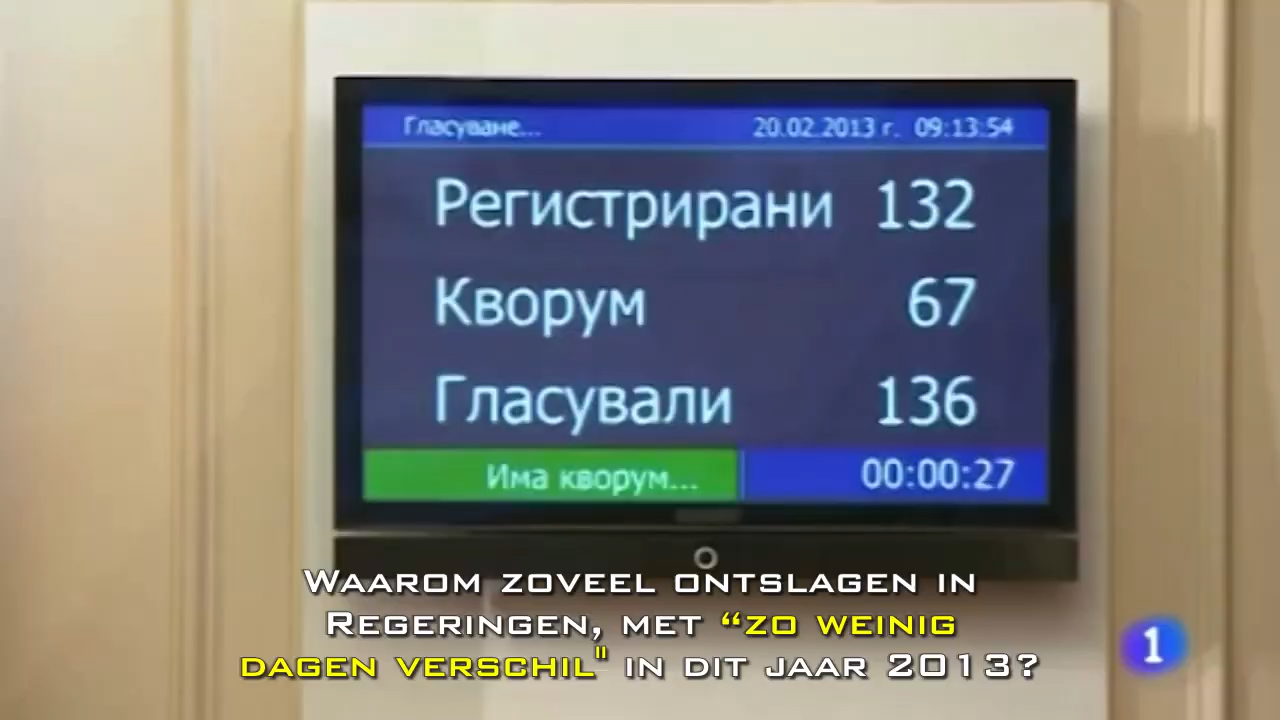 Гласуване... 20.02.2013 г. 09:13:54
Регистрирани 132
Кворум 67
Гласували 136
Има кворум... 00:00:27
Waarom zoveel ontslagen in
Regeringen, met “zo weinig
dagen verschil" in dit jaar 2013?
1